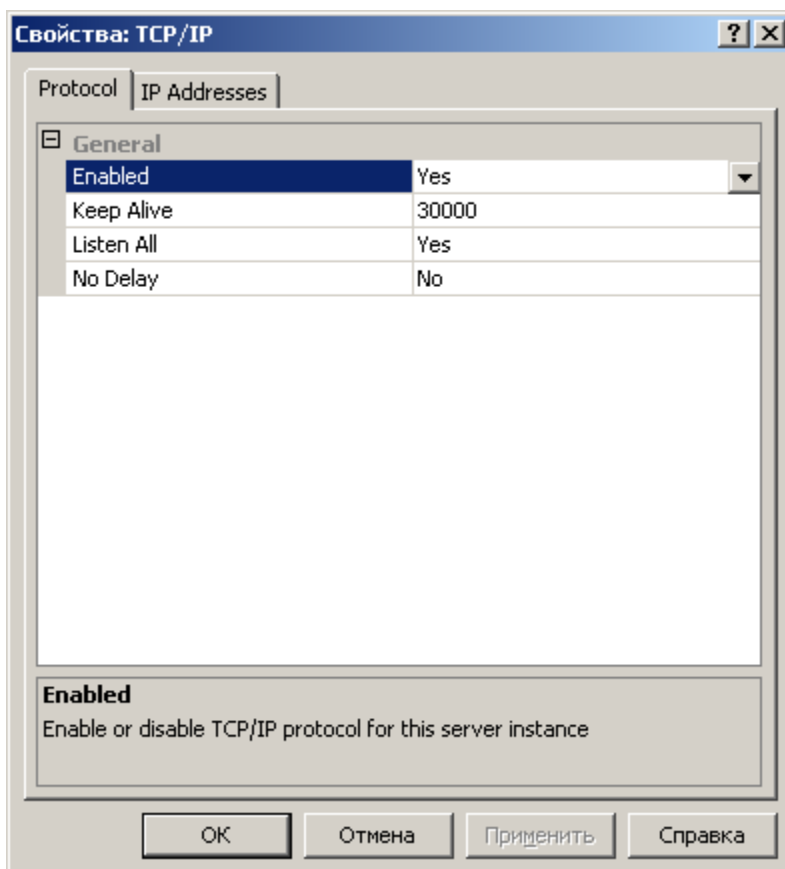 Свойства: TCP/IP
Protocol IP Addresses
General
Enabled Yes
Keep Alive 30000
Listen All Yes
No Delay No
Enabled
Enable or disable TCP/IP protocol for this server instance
OK Отмена Применить Справка